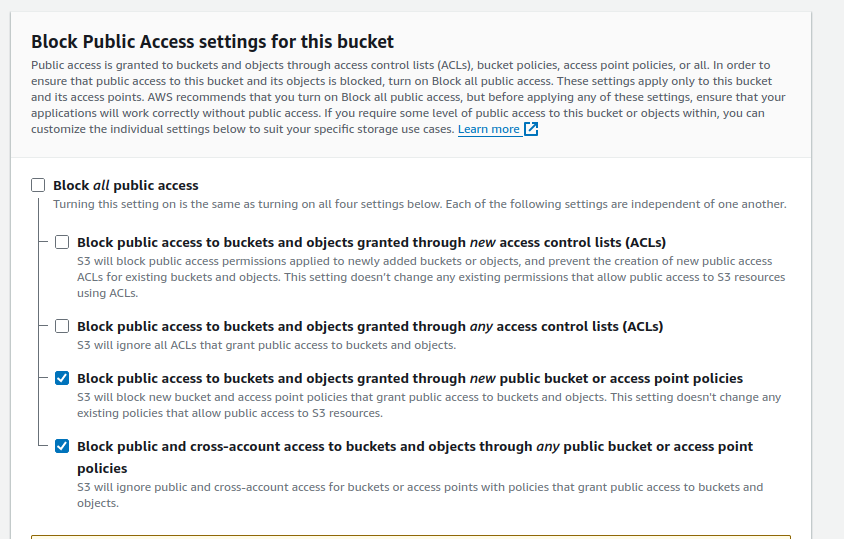 Block Public Access settings for this bucket
Public access is granted to buckets and objects through access control lists (ACLs), bucket policies, access point policies, or all. In order to
ensure that public access to this bucket and its objects is blocked, turn on Block all public access. These settings apply only to this bucket
and its access points. AWS recommends that you turn on Block all public access, but before applying any of these settings, ensure that your
applications will work correctly without public access. If you require some level of public access to this bucket or objects within, you can
customize the individual settings below to suit your specific storage use cases. Learn more
Block all public access
Turning this setting on is the same as turning on all four settings below. Each of the following settings are independent of one another.
Block public access to buckets and objects granted through new access control lists (ACLs)
S3 will block public access permissions applied to newly added buckets or objects, and prevent the creation of new public access
ACLs for existing buckets and objects. This setting doesn't change any existing permissions that allow public access to S3 resources
using ACLs.
Block public access to buckets and objects granted through any access control lists (ACLs)
S3 will ignore all ACLs that grant public access to buckets and objects.
Block public access to buckets and objects granted through new public bucket or access point policies
S3 will block new bucket and access point policies that grant public access to buckets and objects. This setting doesn't change any
existing policies that allow public access to S3 resources.
Block public and cross-account access to buckets and objects through any public bucket or access point
policies
S3 will ignore public and cross-account access for buckets or access points with policies that grant public access to buckets and
objects.